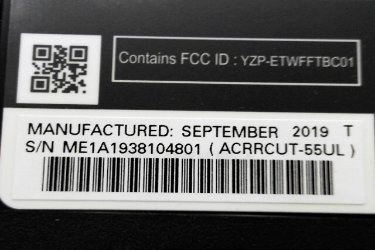 Contains FCC ID : YZP-ETWFFTBC01
MANUFACTURED: SEPTEMBER 2019 T
S/N ME1A1938104801 ( ACRRCUT-55UL )